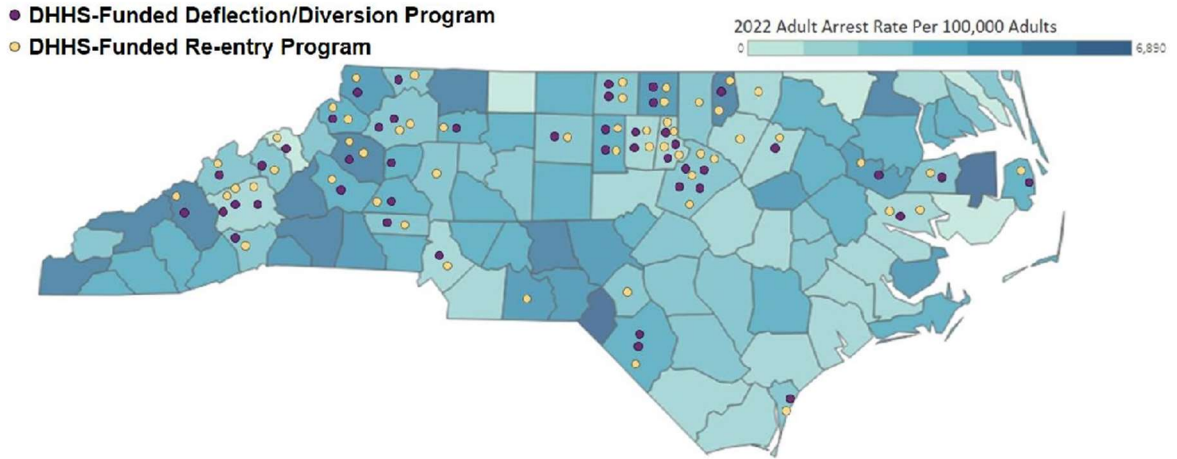 DHHS-Funded Deflection/Diversion Program
DHHS-Funded Re-entry Program
2022 Adult Arrest Rate Per 100,000 Adults
0 6,890